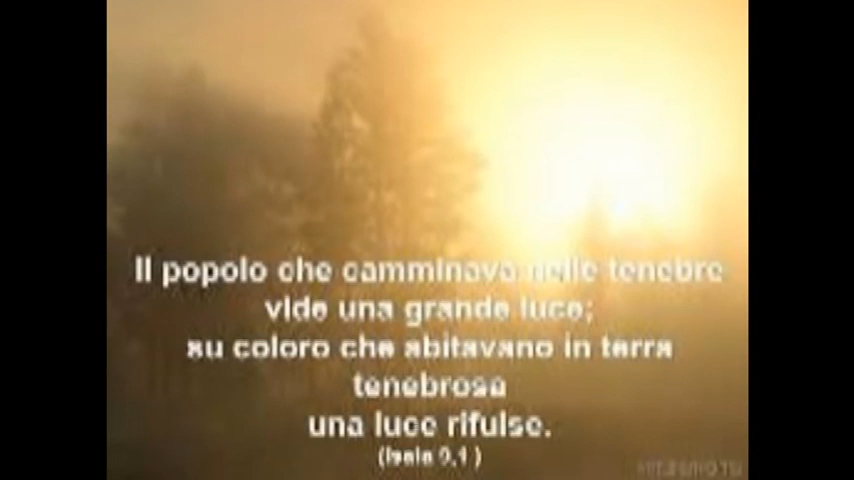 Il popolo che camminava nelle tenebre
vide una grande luce;
su coloro che abitavano in terra
tenebrosa
una luce rifulse.
(Isaia 9,1 )